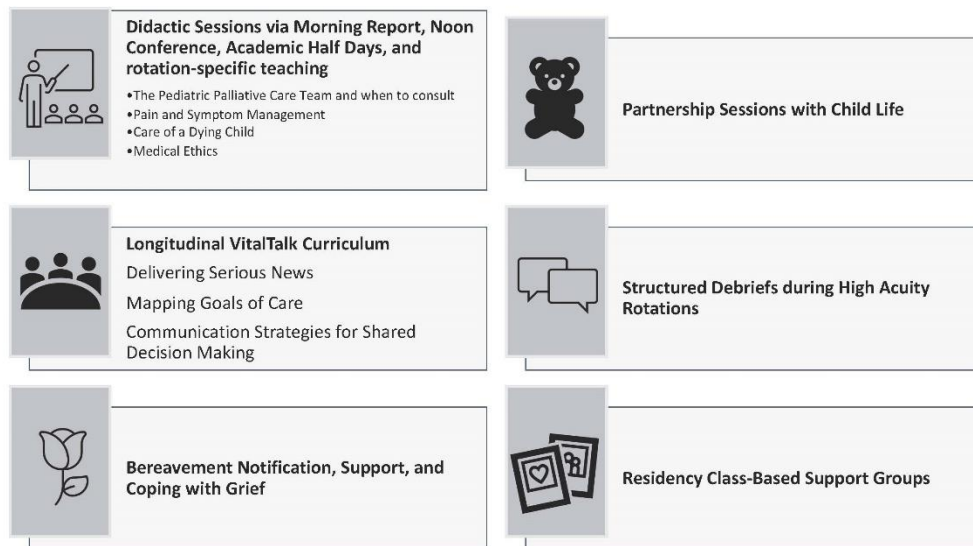 Didactic Sessions via Morning Report, Noon
Conference, Academic Half Days, and
rotation-specific teaching
•The Pediatric Palliative Care Team and when to consult
•Pain and Symptom Management
•Care of a Dying Child
•Medical Ethics
Partnership Sessions with Child Life
Longitudinal VitalTalk Curriculum
Delivering Serious News
Mapping Goals of Care
Communication Strategies for Shared
Decision Making
Structured Debriefs during High Acuity
Rotations
Bereavement Notification, Support, and
Coping with Grief
Residency Class-Based Support Groups